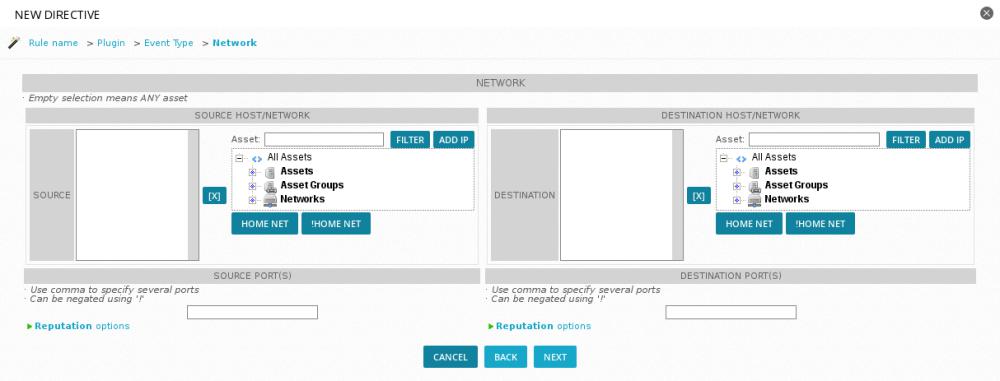 NEW DIRECTIVE
Rule name > Plugin > Event Type > Network
NETWORK
· Empty selection means ANY asset
SOURCE HOST/NETWORK
SOURCE
[X]
Asset: FILTER ADD IP
All Assets
Assets
Asset Groups
Networks
HOME NET !HOME NET
DESTINATION HOST/NETWORK
DESTINATION
[X]
Asset: FILTER ADD IP
All Assets
Assets
Asset Groups
Networks
HOME NET !HOME NET
SOURCE PORT(S)
· Use comma to specify several ports
· Can be negated using '!'
Reputation options
DESTINATION PORT(S)
· Use comma to specify several ports
· Can be negated using '!'
Reputation options
CANCEL BACK NEXT